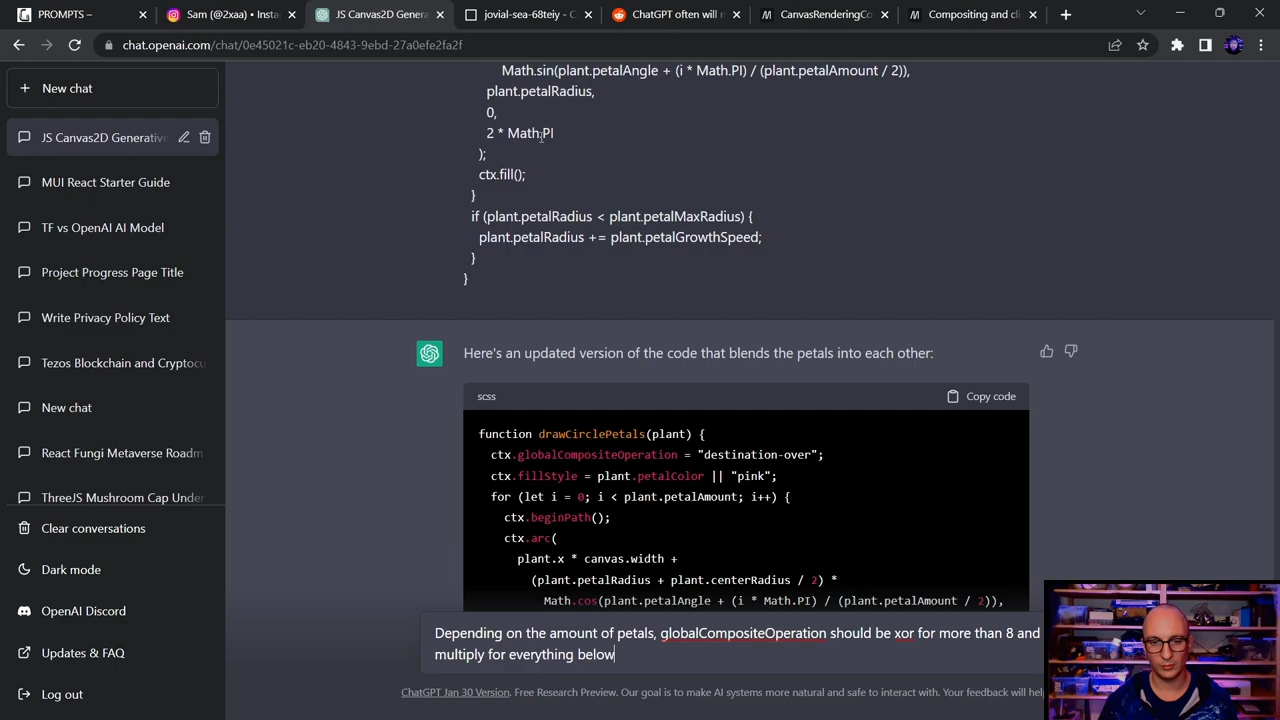 PROMPTS —
Sam (@2xaa) • Insta
JS Canvas2D Genera
jovial-sea-68teiy - C
ChatGPT often will n
CanvasRenderingCo
Compositing and cli
chat.openai.com/chat/0e45021c-eb20-4843-9ebd-27a0efe2fa2f
New chat
JS Canvas2D Generative
MUI React Starter Guide
TF vs OpenAI AI Model
Project Progress Page Title
Write Privacy Policy Text
Tezos Blockchain and Cryptocu
New chat
React Fungi Metaverse Roadm
ThreeJS Mushroom Cap Under
Clear conversations
Dark mode
OpenAI Discord
Updates & FAQ
Log out
Math.sin(plant.petalAngle + (i * Math.PI) / (plant.petalAmount / 2)),
plant.petalRadius,
0,
2 * Math.PI
);
ctx.fill();
}
if (plant.petalRadius < plant.petalMaxRadius) {
plant.petalRadius += plant.petalGrowthSpeed;
}
}
Here's an updated version of the code that blends the petals into each other:
scss
Copy code
function drawCirclePetals(plant) {
ctx.globalCompositeOperation = "destination-over";
ctx.fillStyle = plant.petalColor || "pink";
for (let i = 0; i < plant.petalAmount; i++) {
ctx.beginPath();
ctx.arc(
plant.x * canvas.width +
(plant.petalRadius + plant.centerRadius / 2) *
Math.cos(plant.petalAngle + (i * Math.PI) / (plant.petalAmount / 2)),
Depending on the amount of petals, globalCompositeOperation should be xor for more than 8 and
multiply for everything below
ChatGPT Jan 30 Version. Free Research Preview. Our goal is to make AI systems more natural and safe to interact with. Your feedback will hel